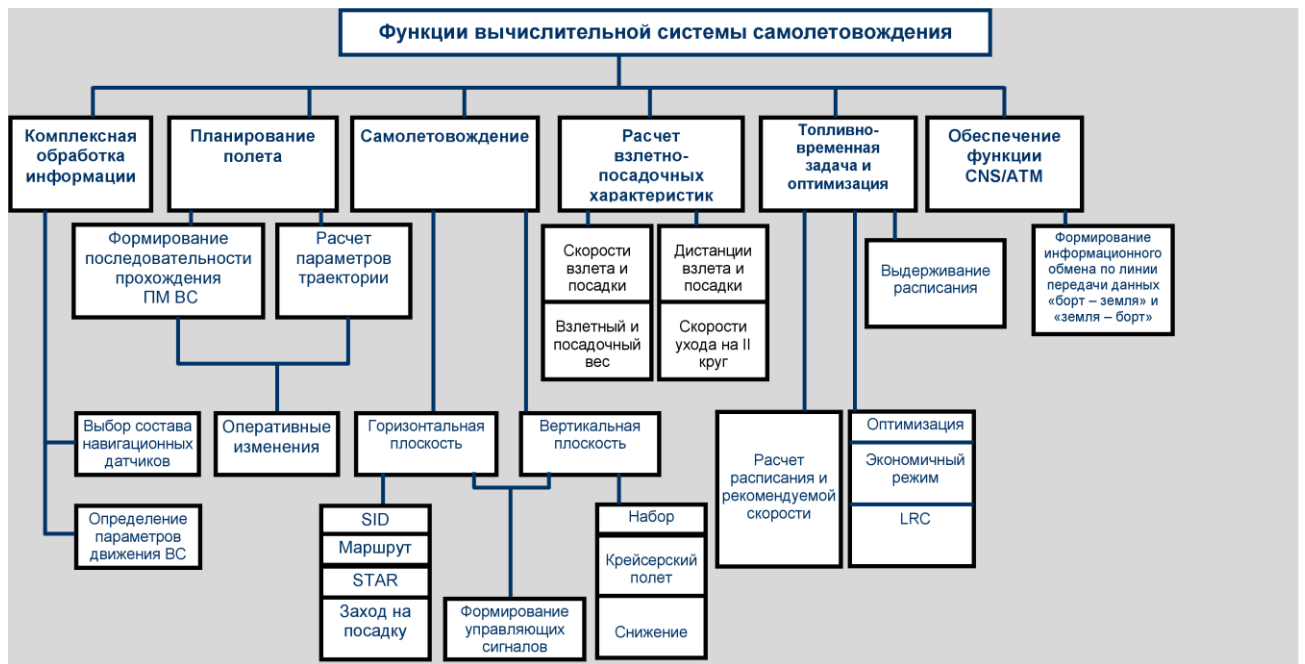 Функции вычислительной системы самолетовождения
Комплексная
обработка
информации
Планирование
полета
Самолетовождение
Расчет
взлетно-
посадочных
характеристик
Топливно-
временная
задача и
оптимизация
Обеспечение
функции
CNS/ATM
Формирование
последовательности
прохождения
ПМ ВС
Расчет
параметров
траектории
Скорости
взлета и
посадки
Дистанции
взлета и
посадки
Взлетный и
посадочный
вес
Скорости
ухода на II
круг
Выдерживание
расписания
Формирование
информационного
обмена по линии
передачи данных
«борт – земля» и
«земля – борт»
Выбор состава
навигационных
датчиков
Оперативные
изменения
Горизонтальная
плоскость
Вертикальная
плоскость
Расчет
расписания и
рекомендуемой
скорости
Оптимизация
Экономичный
режим
LRC
Определение
параметров
движения ВС
SID
Маршрут
STAR
Заход на
посадку
Формирование
управляющих
сигналов
Набор
Крейсерский
полет
Снижение